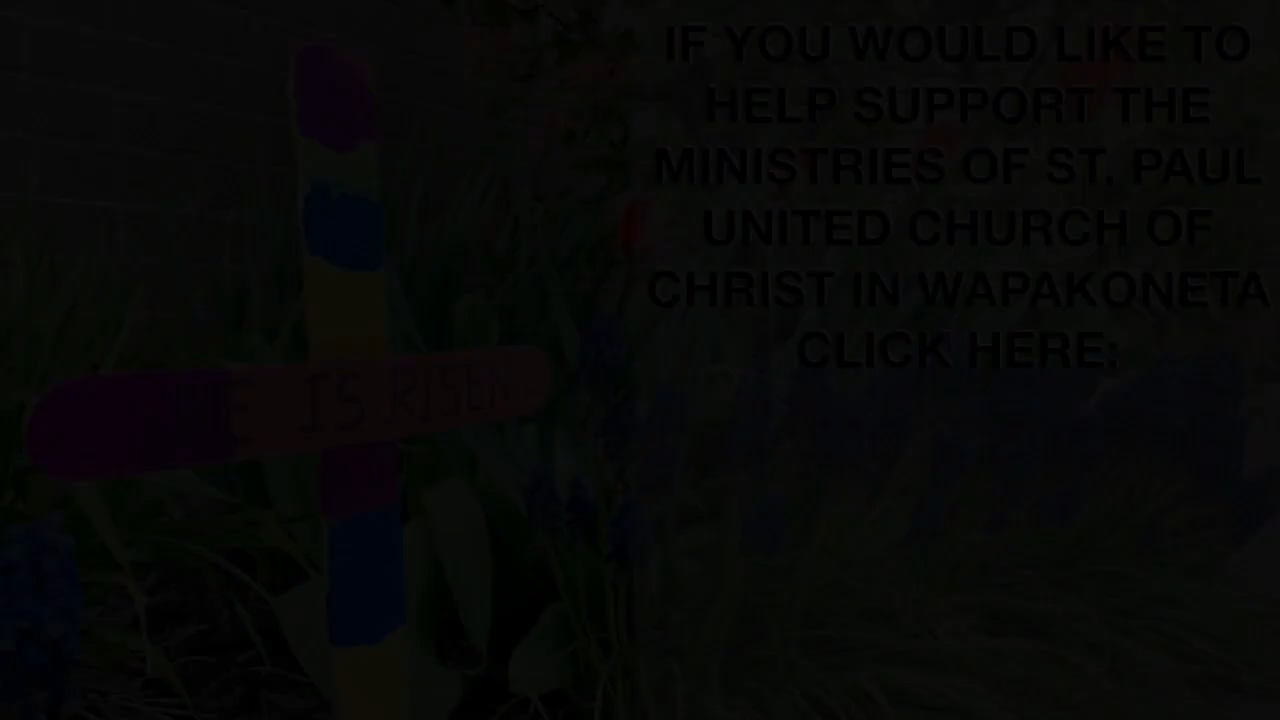 IF YOU WOULD LIKE TO
HELP SUPPORT THE
MINISTRIES OF ST. PAUL
UNITED CHURCH OF
CHRIST IN WAPAKONETA
CLICK HERE:
HE IS RISEN